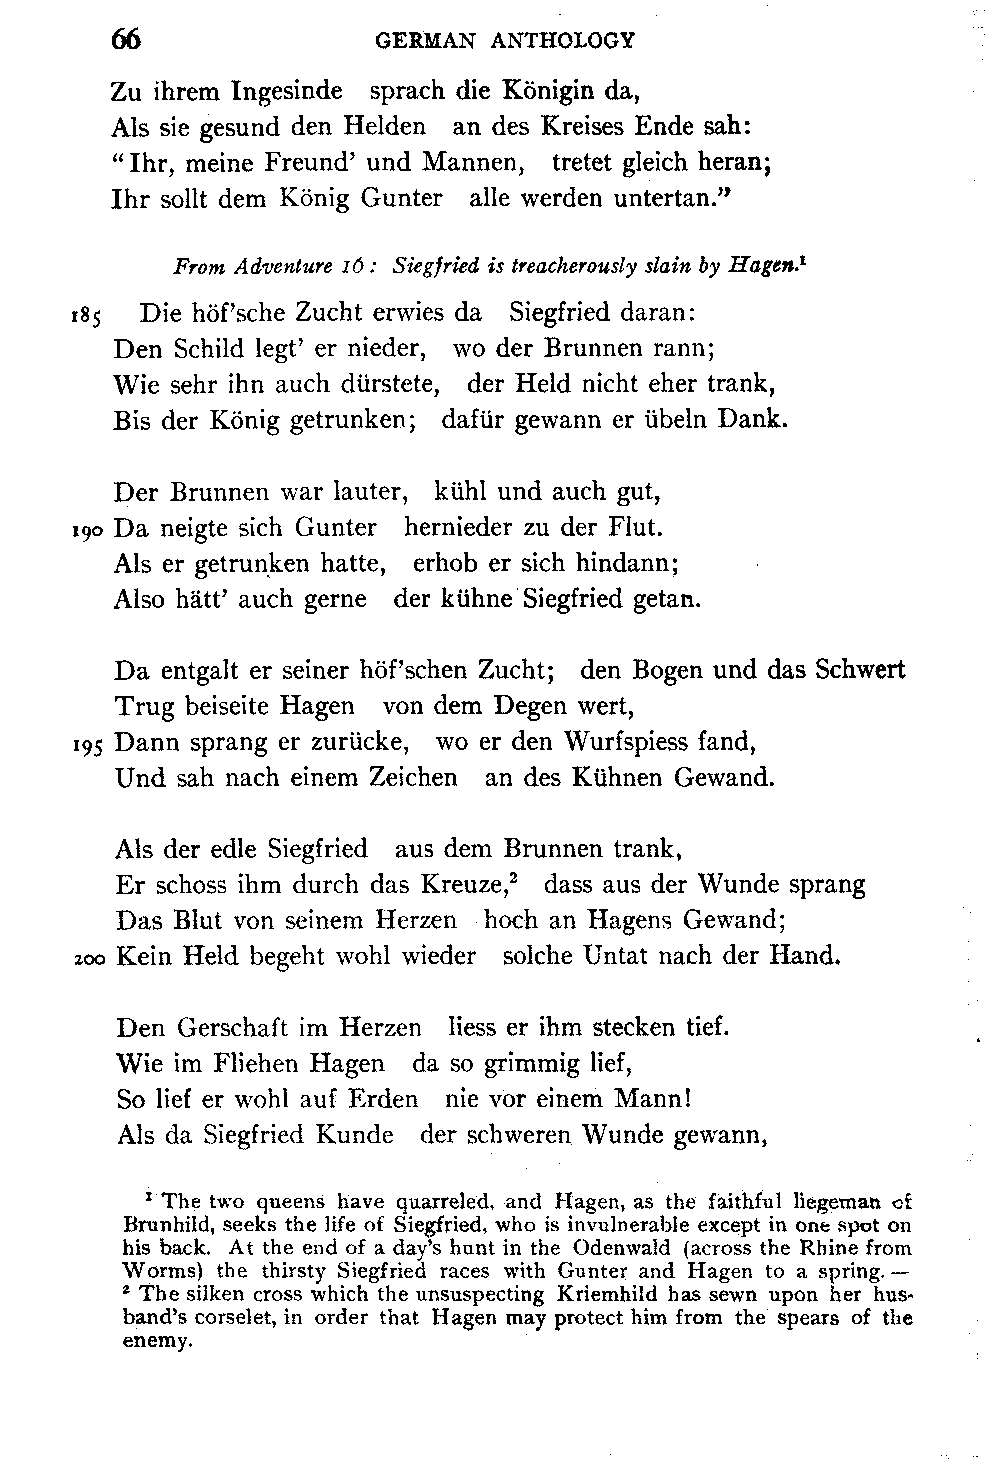 66 GERMAN ANTHOLOGY
Zu ihrem Ingesinde sprach die Königin da,
Als sie gesund den Helden an des Kreises Ende sah:
“Ihr, meine Freund’ und Mannen, tretet gleich heran;
Ihr sollt dem König Gunter alle werden untertan.”
From Adventure 16: Siegfried is treacherously slain by Hagen.¹
185 Die höf’sche Zucht erwies da Siegfried daran:
Den Schild legt’ er nieder, wo der Brunnen rann;
Wie sehr ihn auch dürstete, der Held nicht eher trank,
Bis der König getrunken; dafür gewann er übeln Dank.
Der Brunnen war lauter, kühl und auch gut,
190 Da neigte sich Gunter hernieder zu der Flut.
Als er getrunken hatte, erhob er sich hindann;
Also hätt’ auch gerne der kühne Siegfried getan.
Da entgalt er seiner höf’schen Zucht; den Bogen und das Schwert
Trug beiseite Hagen von dem Degen wert,
195 Dann sprang er zurücke, wo er den Wurfspiess fand,
Und sah nach einem Zeichen an des Kühnen Gewand.
Als der edle Siegfried aus dem Brunnen trank,
Er schoss ihm durch das Kreuze,² dass aus der Wunde sprang
Das Blut von seinem Herzen hoch an Hagens Gewand;
200 Kein Held begeht wohl wieder solche Untat nach der Hand.
Den Gerschaft im Herzen liess er ihm stecken tief.
Wie im Fliehen Hagen da so grimmig lief,
So lief er wohl auf Erden nie vor einem Mann!
Als da Siegfried Kunde der schweren Wunde gewann,
¹ The two queens have quarreled, and Hagen, as the faithful liegeman of
Brunhild, seeks the life of Siegfried, who is invulnerable except in one spot on
his back. At the end of a day’s hunt in the Odenwald (across the Rhine from
Worms) the thirsty Siegfried races with Gunter and Hagen to a spring. —
² The silken cross which the unsuspecting Kriemhild has sewn upon her hus-
band’s corselet, in order that Hagen may protect him from the spears of the
enemy.